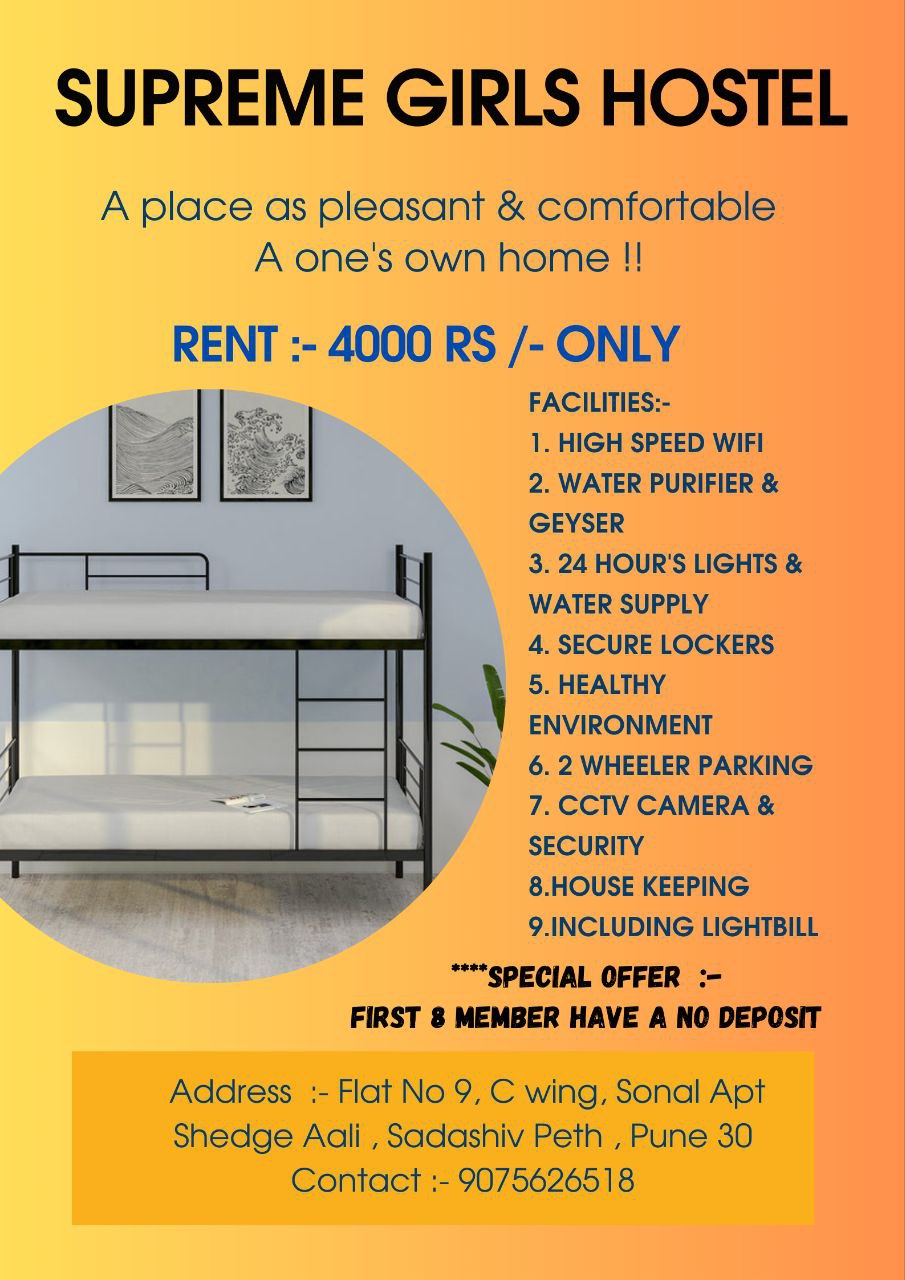 SUPREME GIRLS HOSTEL
A place as pleasant & comfortable
A one's own home !!
RENT :- 4000 RS /- ONLY
FACILITIES:-
1. HIGH SPEED WIFI
2. WATER PURIFIER &
GEYSER
3. 24 HOUR'S LIGHTS &
WATER SUPPLY
4. SECURE LOCKERS
5. HEALTHY
ENVIRONMENT
6. 2 WHEELER PARKING
7. CCTV CAMERA &
SECURITY
8.HOUSE KEEPING
9.INCLUDING LIGHTBILL
****SPECIAL OFFER :-
FIRST 8 MEMBER HAVE A NO DEPOSIT
Address :- Flat No 9, C wing, Sonal Apt
Shedge Aali , Sadashiv Peth , Pune 30
Contact :- 9075626518